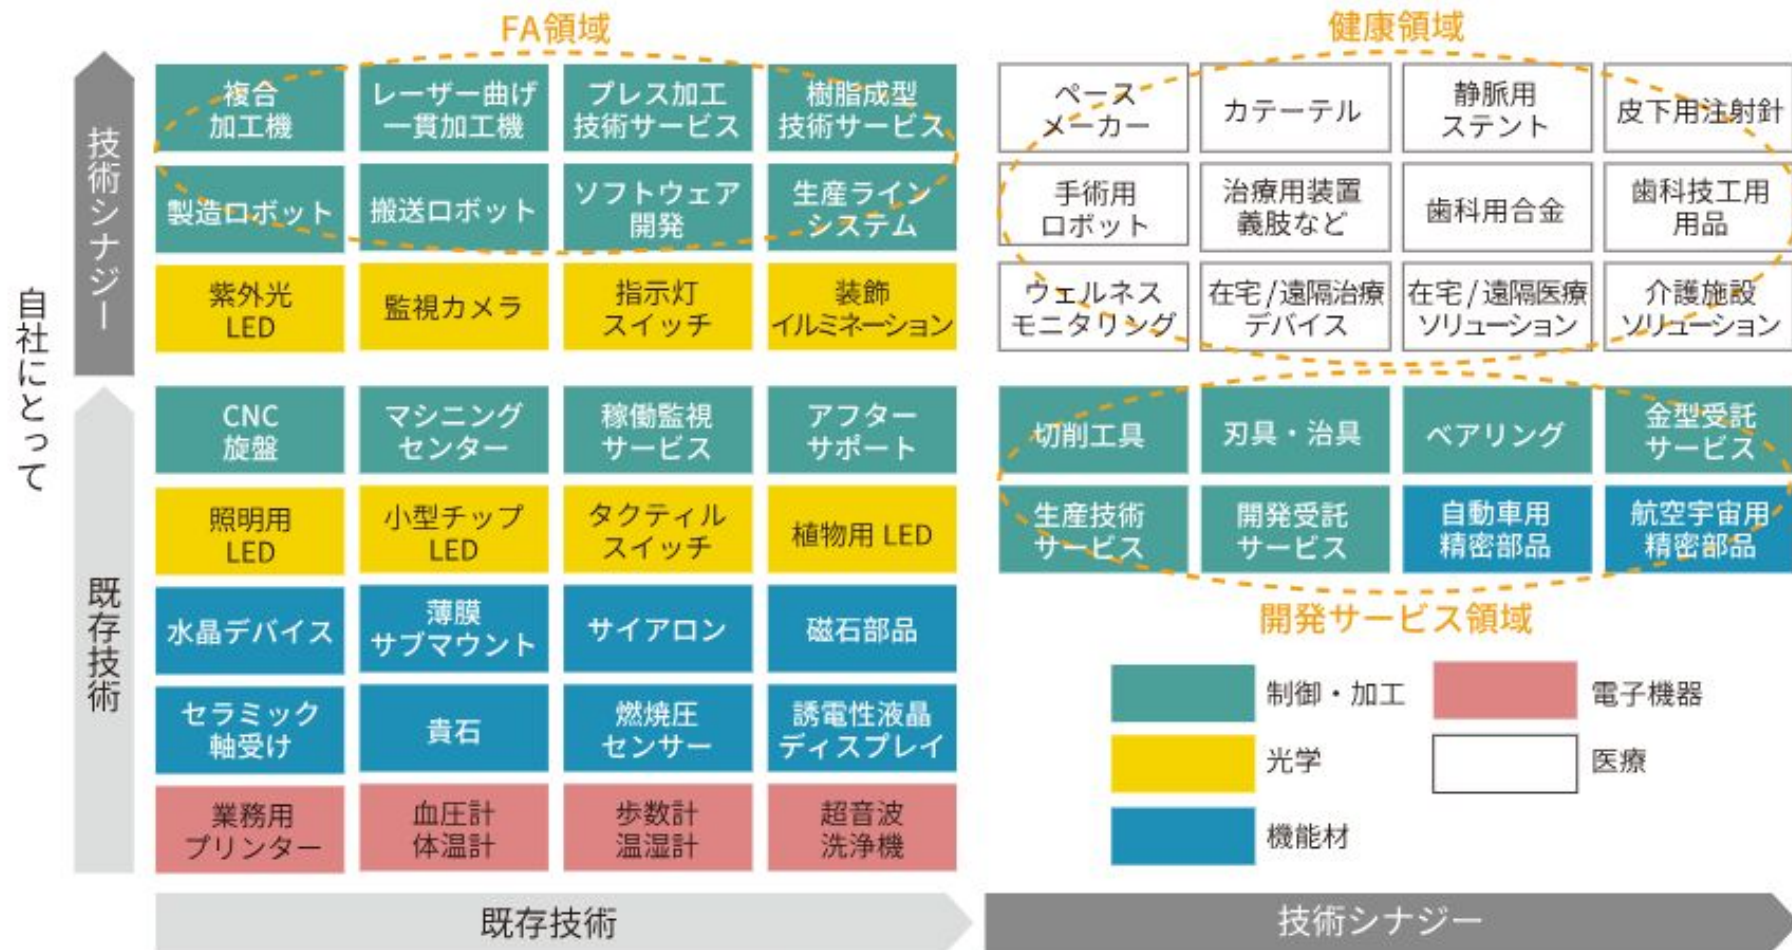 FA領域
健康領域
自社にとって
技術シナジー
複合
加工機
レーザー曲げ
一貫加工機
プレス加工
技術サービス
樹脂成型
技術サービス
製造ロボット
搬送ロボット
ソフトウェア
開発
生産ライン
システム
紫外光
LED
監視カメラ
指示灯
スイッチ
装飾
イルミネーション
ペース
メーカー
カテーテル
静脈用
ステント
皮下用注射針
手術用
ロボット
治療用装置
義肢など
歯科用合金
歯科技工用
用品
ウェルネス
モニタリング
在宅/遠隔治療
デバイス
在宅/遠隔医療
ソリューション
介護施設
ソリューション
既存技術
CNC
旋盤
マシニング
センター
稼働監視
サービス
アフター
サポート
照明用
LED
小型チップ
LED
タクティル
スイッチ
植物用 LED
水晶デバイス
薄膜
サブマウント
サイアロン
磁石部品
セラミック
軸受け
貴石
燃焼圧
センサー
誘電性液晶
ディスプレイ
業務用
プリンター
血圧計
体温計
歩数計
温湿計
超音波
洗浄機
切削工具
刃具・治具
ベアリング
金型受託
サービス
生産技術
サービス
開発受託
サービス
自動車用
精密部品
航空宇宙用
精密部品
開発サービス領域
制御・加工
電子機器
光学
医療
機能材
既存技術
技術シナジー